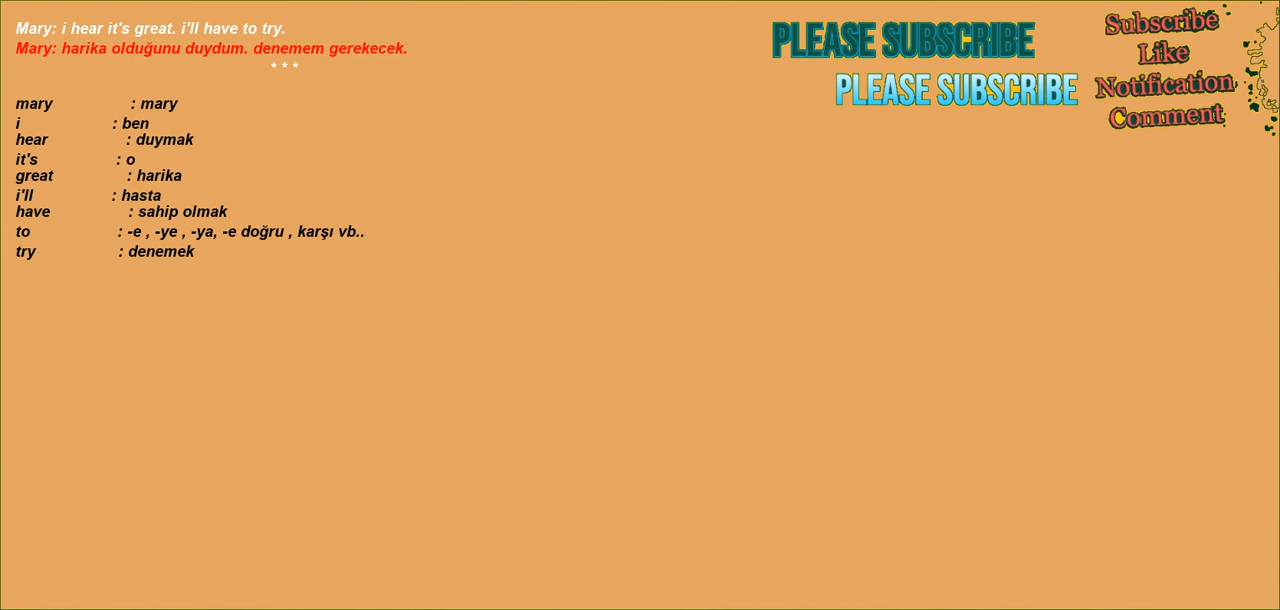 Mary: i hear it's great. i'll have to try.
Mary: harika olduğunu duydum. denemem gerekecek.
* * *
mary : mary
i : ben
hear : duymak
it's : o
great : harika
i'll : hasta
have : sahip olmak
to : -e , -ye , -ya, -e doğru , karşı vb..
try : denemek
PLEASE SUBSCRIBE
PLEASE SUBSCRIBE
Subscribe
Like
Notification
Comment